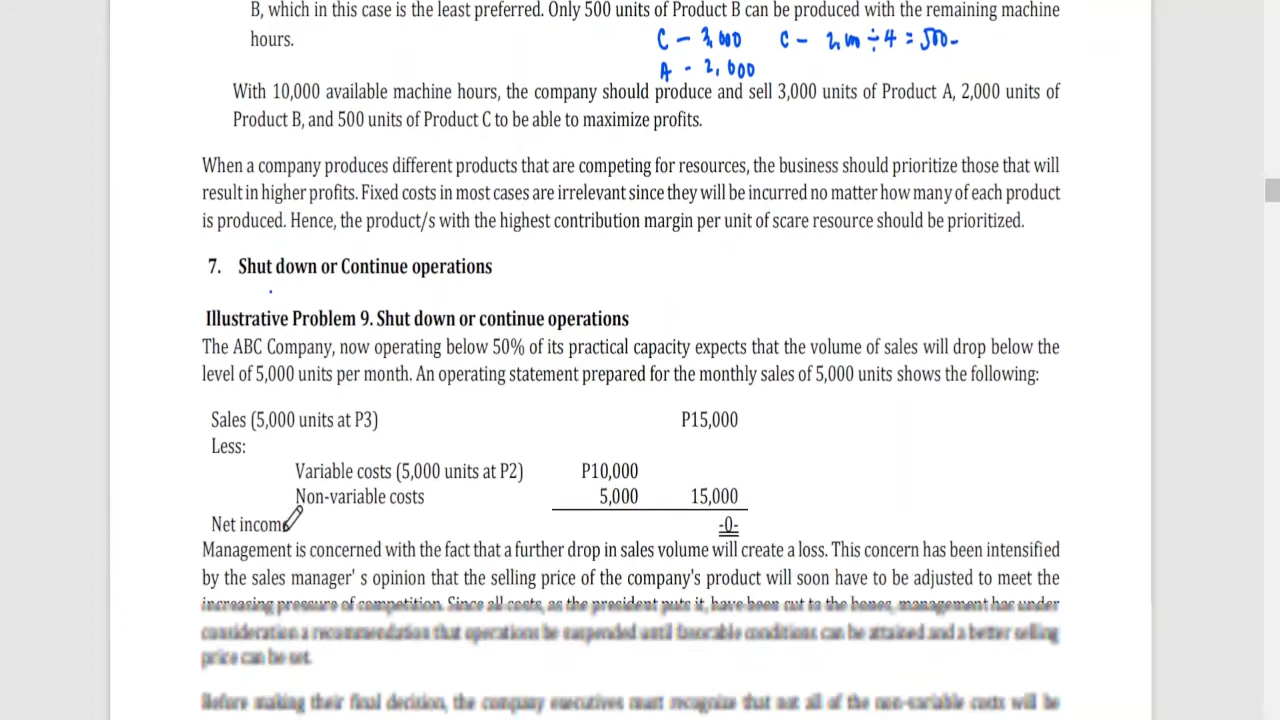 B, which in this case is the least preferred. Only 500 units of Product B can be produced with the remaining machine
hours.
C - 3,000 C - 2,000 ÷ 4 = 500-
A - 2,000
With 10,000 available machine hours, the company should produce and sell 3,000 units of Product A, 2,000 units of
Product B, and 500 units of Product C to be able to maximize profits.
When a company produces different products that are competing for resources, the business should prioritize those that will
result in higher profits. Fixed costs in most cases are irrelevant since they will be incurred no matter how many of each product
is produced. Hence, the product/s with the highest contribution margin per unit of scare resource should be prioritized.
7. Shut down or Continue operations
Illustrative Problem 9. Shut down or continue operations
The ABC Company, now operating below 50% of its practical capacity expects that the volume of sales will drop below the
level of 5,000 units per month. An operating statement prepared for the monthly sales of 5,000 units shows the following:
Sales (5,000 units at P3) P15,000
Less:
Variable costs (5,000 units at P2) P10,000
Non-variable costs 5,000 15,000
Net income -0-
Management is concerned with the fact that a further drop in sales volume will create a loss. This concern has been intensified
by the sales manager' s opinion that the selling price of the company's product will soon have to be adjusted to meet the
increasing pressure of competition. Since all costs, as the president puts it, have been cut to the bones, management has under
consideration a recommendation that operations be suspended until favorable conditions can be attained and a better selling
price can be set.
Before making their final decision, the company executives must recognize that not all of the non-variable costs will be